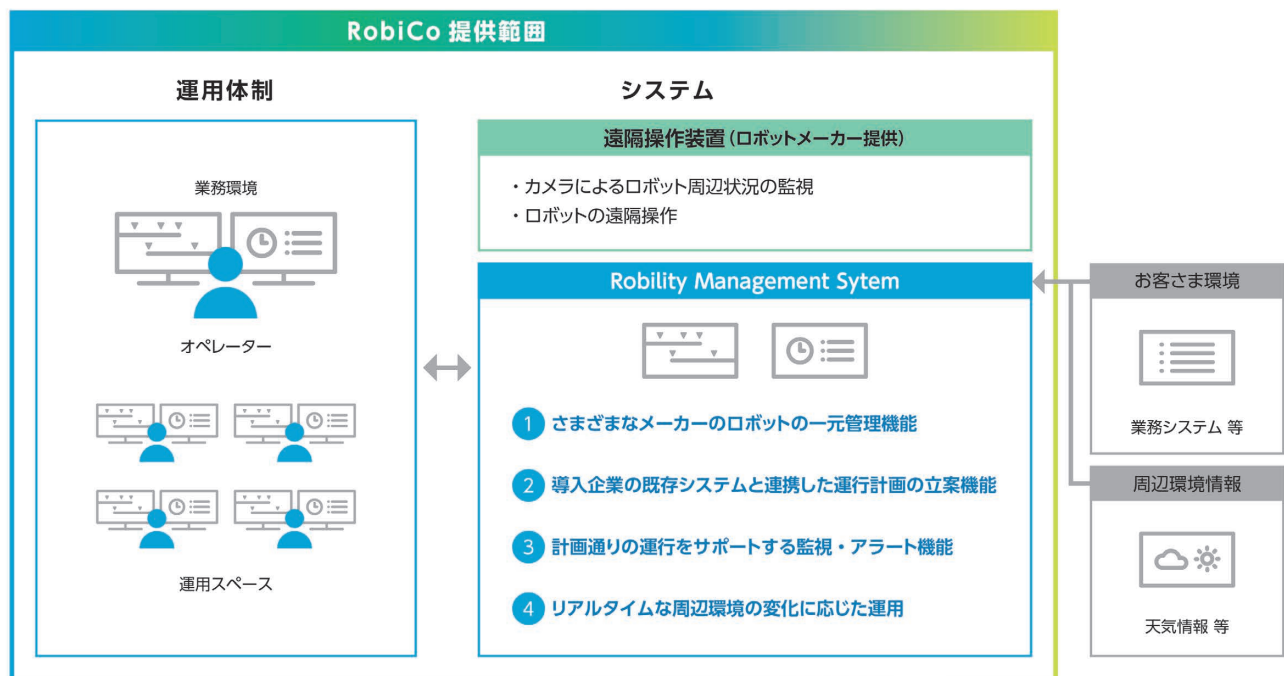 RobiCo 提供範囲
運用体制
業務環境
オペレーター
運用スペース
システム
遠隔操作装置(ロボットメーカー提供)
・カメラによるロボット周辺状況の監視
・ロボットの遠隔操作
Robility Management Sytem
1 さまざまなメーカーのロボットの一元管理機能
2 導入企業の既存システムと連携した運行計画の立案機能
3 計画通りの運行をサポートする監視・アラート機能
4 リアルタイムな周辺環境の変化に応じた運用
お客さま環境
業務システム 等
周辺環境情報
天気情報 等